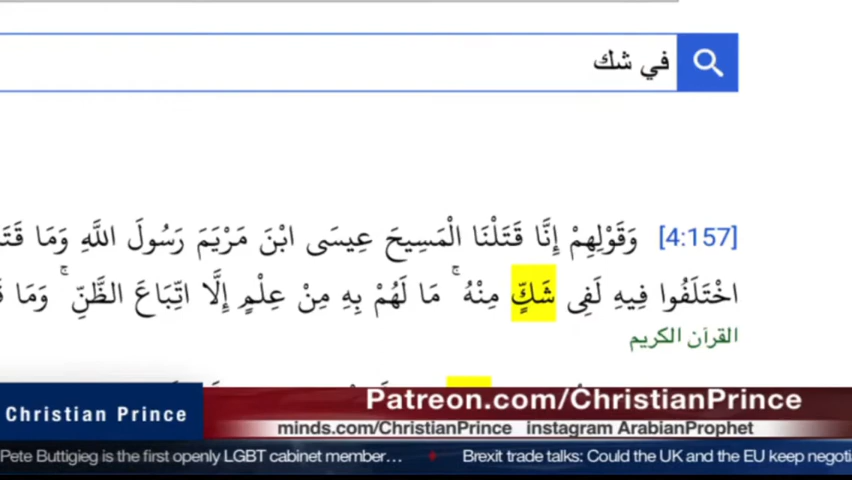 في شك
[4:157] وَقَوْلِهِمْ إِنَّا قَتَلْنَا الْمَسِيحَ عِيسَى ابْنَ مَرْيَمَ رَسُولَ اللَّهِ وَمَا
اخْتَلَفُوا فِيهِ لَفِي شَكٍّ مِنْهُ ۚ مَا لَهُمْ بِهِ مِنْ عِلْمٍ إِلَّا اتِّبَاعَ الظَّنِّ ۚ وَمَا
القرآن الكريم
Christian Prince
Patreon.com/ChristianPrince
minds.com/ChristianPrince instagram ArabianProphet
Pete Buttigieg is the first openly LGBT cabinet member... Brexit trade talks: Could the UK and the EU keep